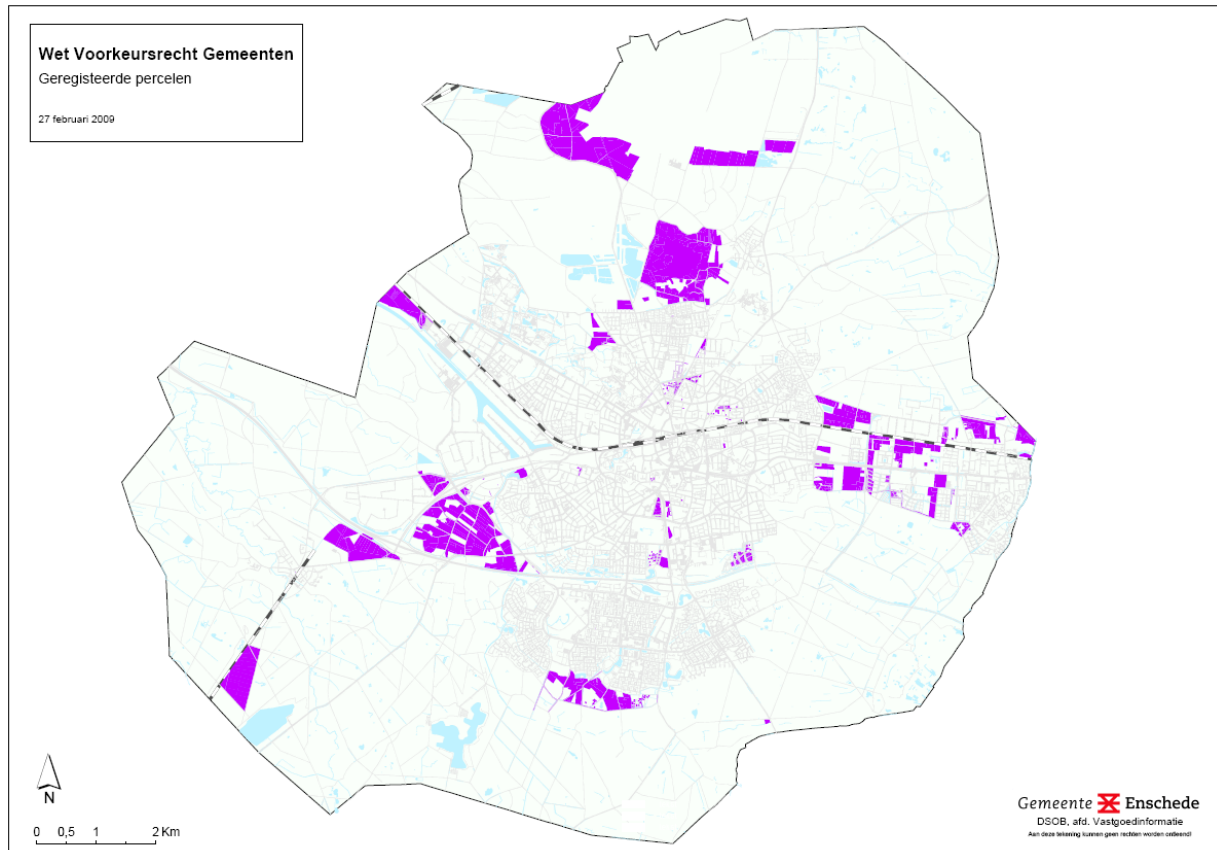 Wet Voorkeursrecht Gemeenten
Geregisteerde percelen
27 februari 2009
N
0 0,5 1 2 Km
Gemeente Enschede
DSOB, afd. Vastgoedinformatie
Aan deze tekening kunnen geen rechten worden ontleend!